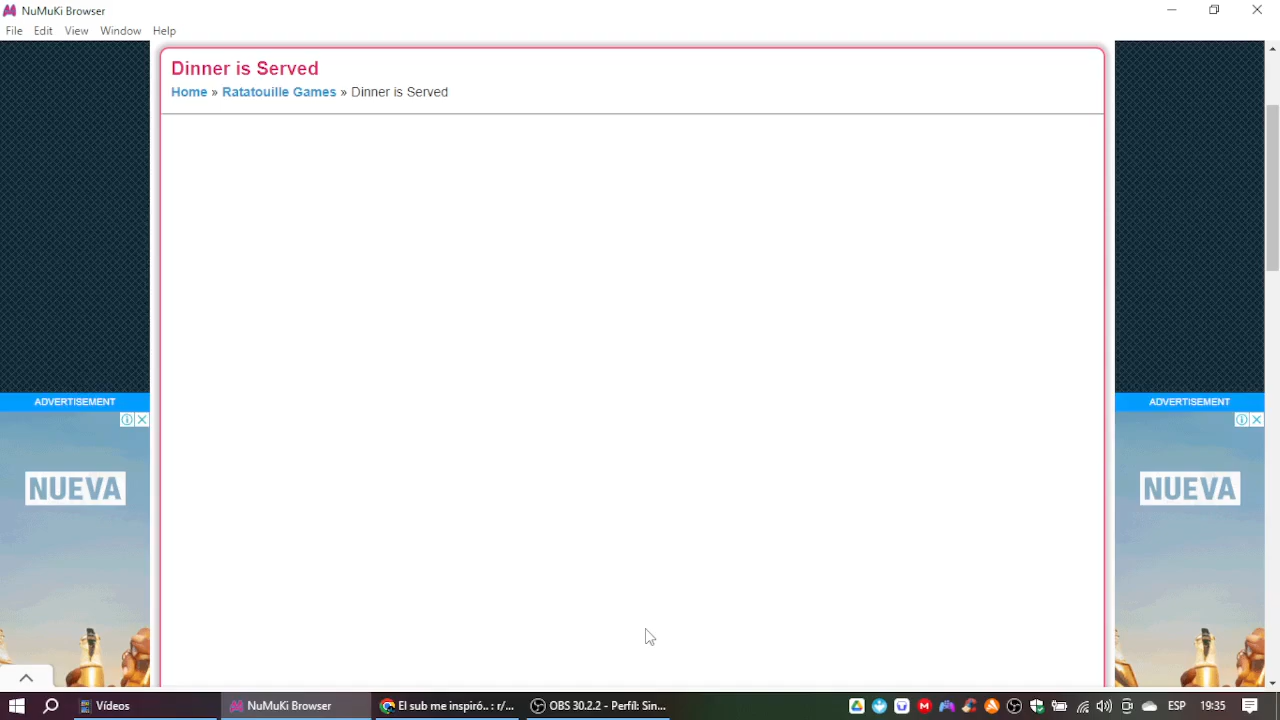 NuMuKi Browser
File Edit View Window Help
Dinner is Served
Home » Ratatouille Games » Dinner is Served
ADVERTISEMENT
ADVERTISEMENT
NUEVA
NUEVA
Vídeos
NuMuKi Browser
El sub me inspiró.. : r/...
OBS 30.2.2 - Perfil: Sin...
ESP
19:35